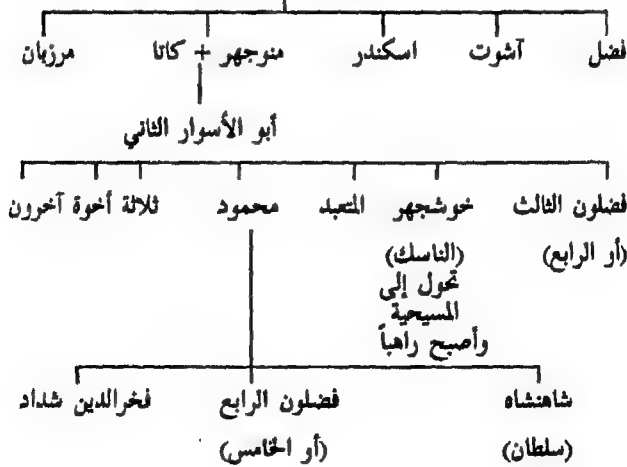 فضل آشوت اسكندر منوجهر + كاتا مرزبان
أبو الأسوار الثاني
فضلون الثالث خوشجهر المتعبد محمود ثلاثة أخوة آخرون
(أو الرابع) (الناسك)
تحول إلى
المسيحية
وأصبح راهباً
شاهنشاه فضلون الرابع فخرالدين شداد
(سلطان) (أو الخامس)